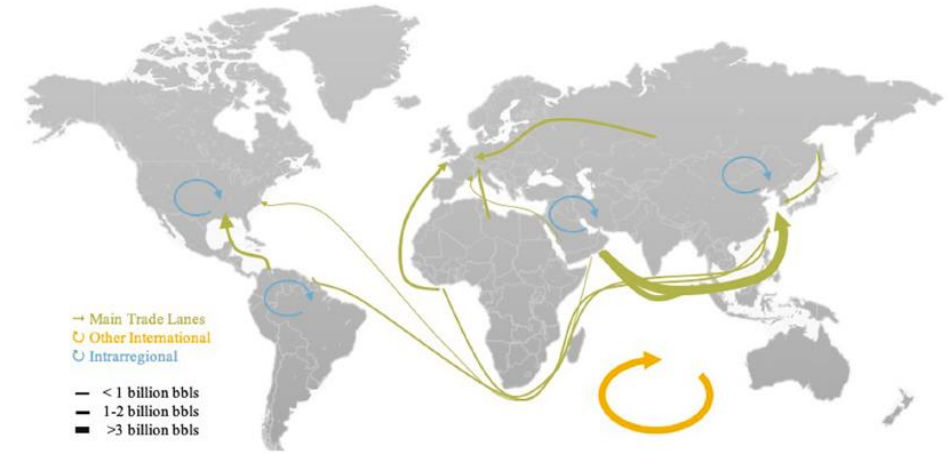 → Main Trade Lanes
↻ Other International
↻ Intrarregional
< 1 billion bbls
1-2 billion bbls
>3 billion bbls